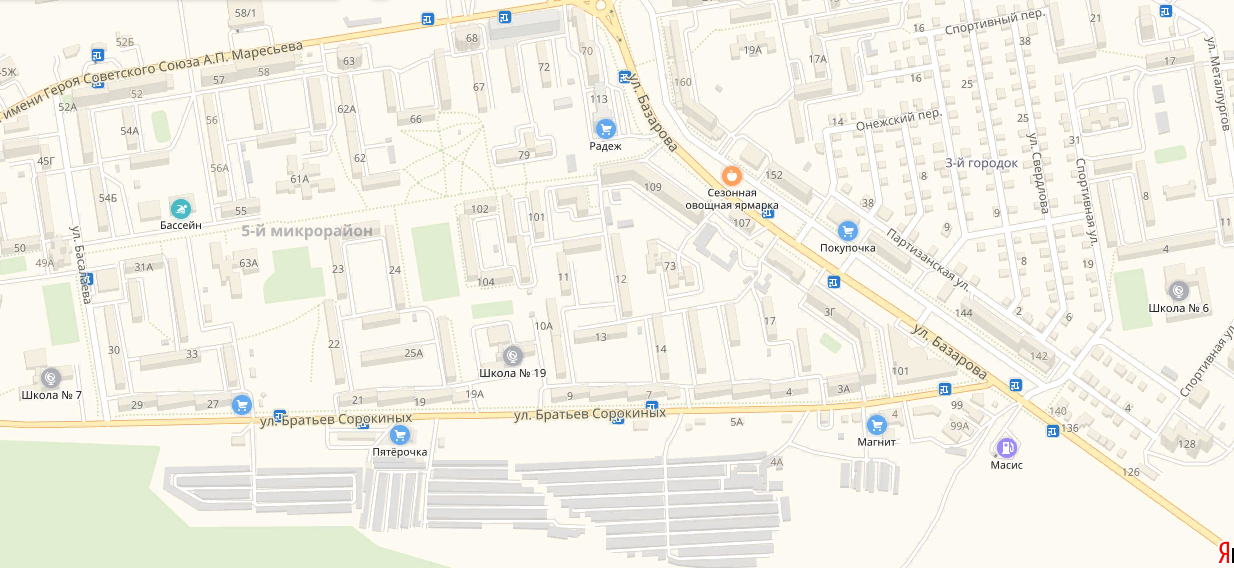 58/1
52Б
45Ж
имени Героя Советского Союза А.П. Маресьева
52А
57
58
63
68
70
72
160
19А
17А
16
Спортивный пер.
38
21
17
ул. Металлургов
54А
62А
66
113
ул. Базарова
25
16
14
Онежский пер.
25
45Г
56А
62
79
Радеж
3-й городок
ул. Свердлова
Спортивная ул.
61А
109
Сезонная
овощная ярмарка
152
8
8
54Б
Бассейн
55
102
101
107
38
Покупочка
9
9
11
50
49А
5-й микрорайон
ул. Басалаева
31А
63А
23
24
104
11
12
73
Партизанская ул.
8
19
4
Школа № 6
2
6
144
30
33
22
25А
10А
13
14
17
3Г
ул. Базарова
142
Школа № 19
Школа № 7
101
Спортивная ул.
29
27
21
19
19А
9
7
4
3А
ул. Братьев Сорокиных
ул. Братьев Сорокиных
5А
4
99
99А
140
136
4
128
126
Пятёрочка
Магнит
Масис
4А
Я